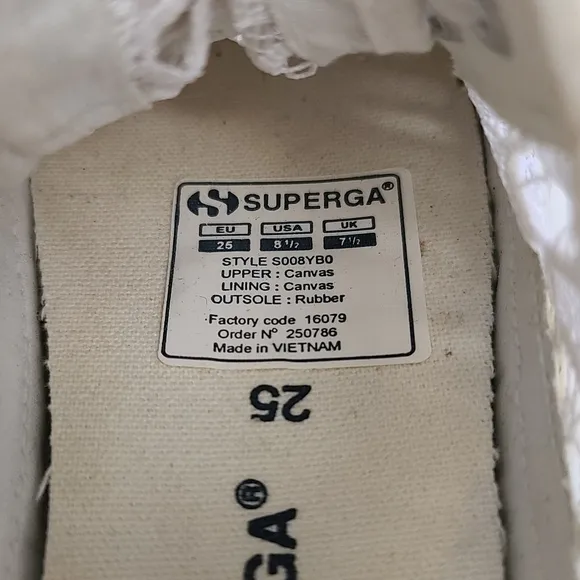 SUPERGA®
EU USA UK
25 8 1/2 7 1/2
STYLE S008YB0
UPPER : Canvas
LINING : Canvas
OUTSOLE : Rubber
Factory code 16079
Order Nº 250786
Made in VIETNAM
25
GA®